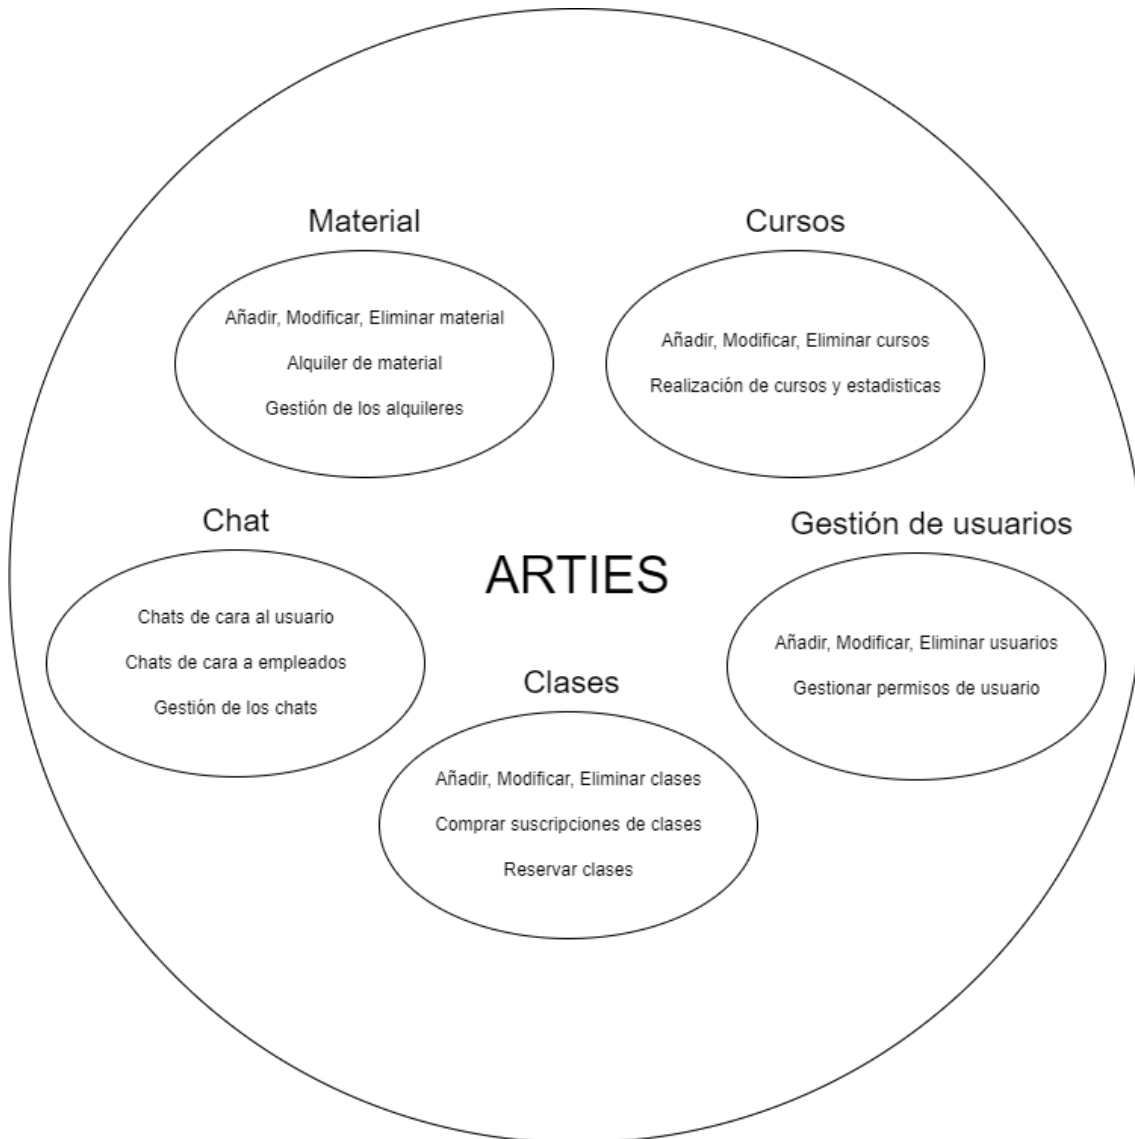 Material
Añadir, Modificar, Eliminar material
Alquiler de material
Gestión de los alquileres
Cursos
Añadir, Modificar, Eliminar cursos
Realización de cursos y estadisticas
Chat
Chats de cara al usuario
Chats de cara a empleados
Gestión de los chats
ARTIES
Gestión de usuarios
Añadir, Modificar, Eliminar usuarios
Gestionar permisos de usuario
Clases
Añadir, Modificar, Eliminar clases
Comprar suscripciones de clases
Reservar clases